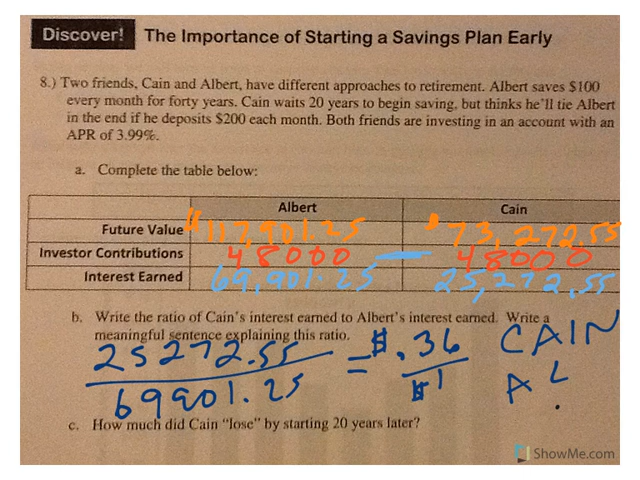 Discover! The Importance of Starting a Savings Plan Early
8.) Two friends, Cain and Albert, have different approaches to retirement. Albert saves $100
every month for forty years. Cain waits 20 years to begin saving, but thinks he'll tie Albert
in the end if he deposits $200 each month. Both friends are investing in an account with an
APR of 3.99%.
a. Complete the table below:
Albert Cain
Future Value $117,901.25 $73,272.55
Investor Contributions 48000 — 48000
Interest Earned 69,901.25 25,272.55
b. Write the ratio of Cain's interest earned to Albert's interest earned. Write a
meaningful sentence explaining this ratio.
25272.55 = $.36 CAIN
69901.25 $1 AL
c. How much did Cain "lose" by starting 20 years later?
ShowMe.com